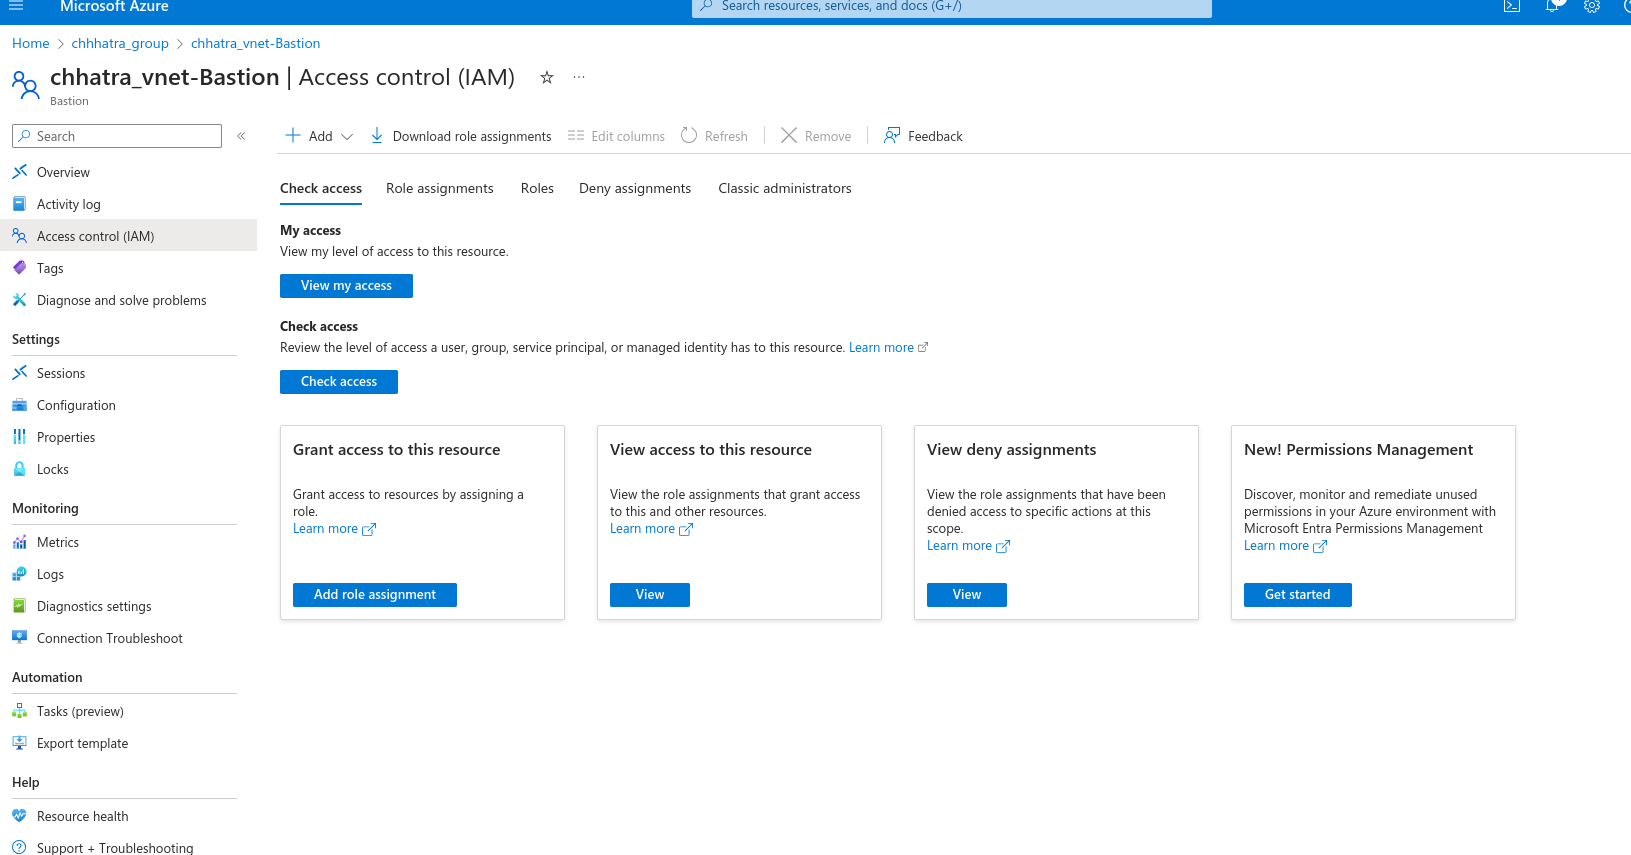 Microsoft Azure
Search resources, services, and docs (G+/)
Home > chhhatra_group > chhatra_vnet-Bastion
chhatra_vnet-Bastion | Access control (IAM)
Bastion
Search
Add
Download role assignments
Edit columns
Refresh
Remove
Feedback
Overview
Activity log
Access control (IAM)
Tags
Diagnose and solve problems
Settings
Sessions
Configuration
Properties
Locks
Monitoring
Metrics
Logs
Diagnostics settings
Connection Troubleshoot
Automation
Tasks (preview)
Export template
Help
Resource health
Support + Troubleshooting
Check access
Role assignments
Roles
Deny assignments
Classic administrators
My access
View my level of access to this resource.
View my access
Check access
Review the level of access a user, group, service principal, or managed identity has to this resource. Learn more
Check access
Grant access to this resource
Grant access to resources by assigning a
role.
Learn more
Add role assignment
View access to this resource
View the role assignments that grant access
to this and other resources.
Learn more
View
View deny assignments
View the role assignments that have been
denied access to specific actions at this
scope.
Learn more
View
New! Permissions Management
Discover, monitor and remediate unused
permissions in your Azure environment with
Microsoft Entra Permissions Management
Learn more
Get started